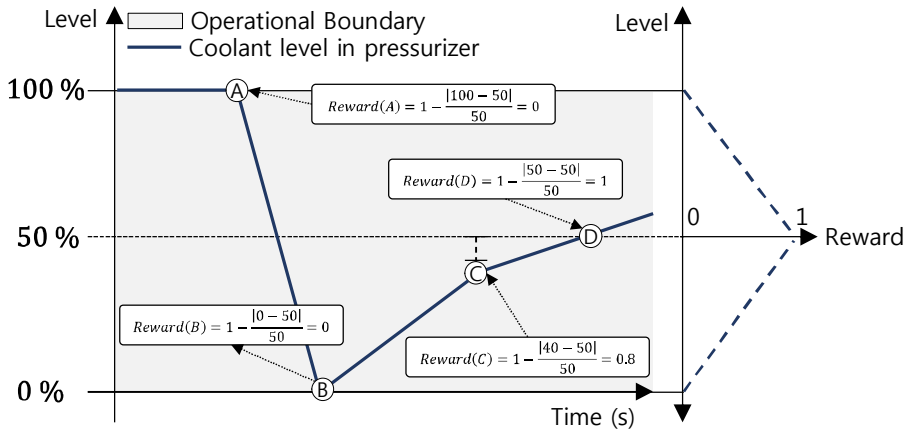 Level
Operational Boundary
Coolant level in pressurizer
Level
100 %
A
Reward(A) = 1 − |100 − 50| / 50 = 0
Reward(D) = 1 − |50 − 50| / 50 = 1
0
1
50 %
D
Reward
C
Reward(B) = 1 − |0 − 50| / 50 = 0
Reward(C) = 1 − |40 − 50| / 50 = 0.8
0 %
B
Time (s)